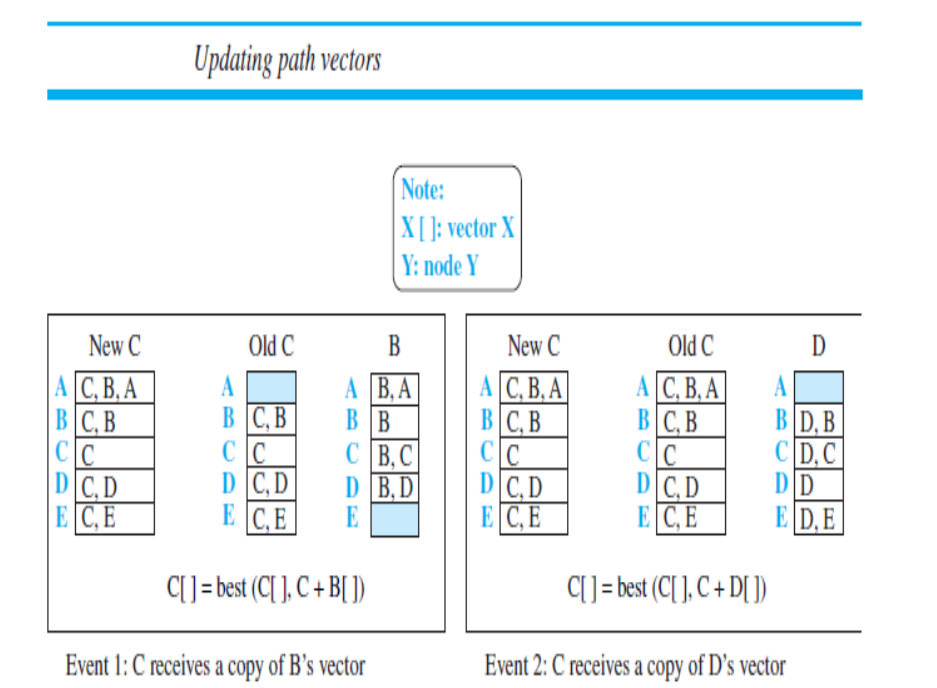 Updating path vectors
Note:
X [ ]: vector X
Y: node Y
New C Old C B
A C, B, A A A B, A
B C, B B C, B B B
C C C C C B, C
D C, D D C, D D B, D
E C, E E C, E E
C[ ] = best (C[ ], C + B[ ])
Event 1: C receives a copy of B's vector
New C Old C D
A C, B, A A C, B, A A
B C, B B C, B B D, B
C C C C C D, C
D C, D D C, D D D
E C, E E C, E E D, E
C[ ] = best (C[ ], C + D[ ])
Event 2: C receives a copy of D's vector